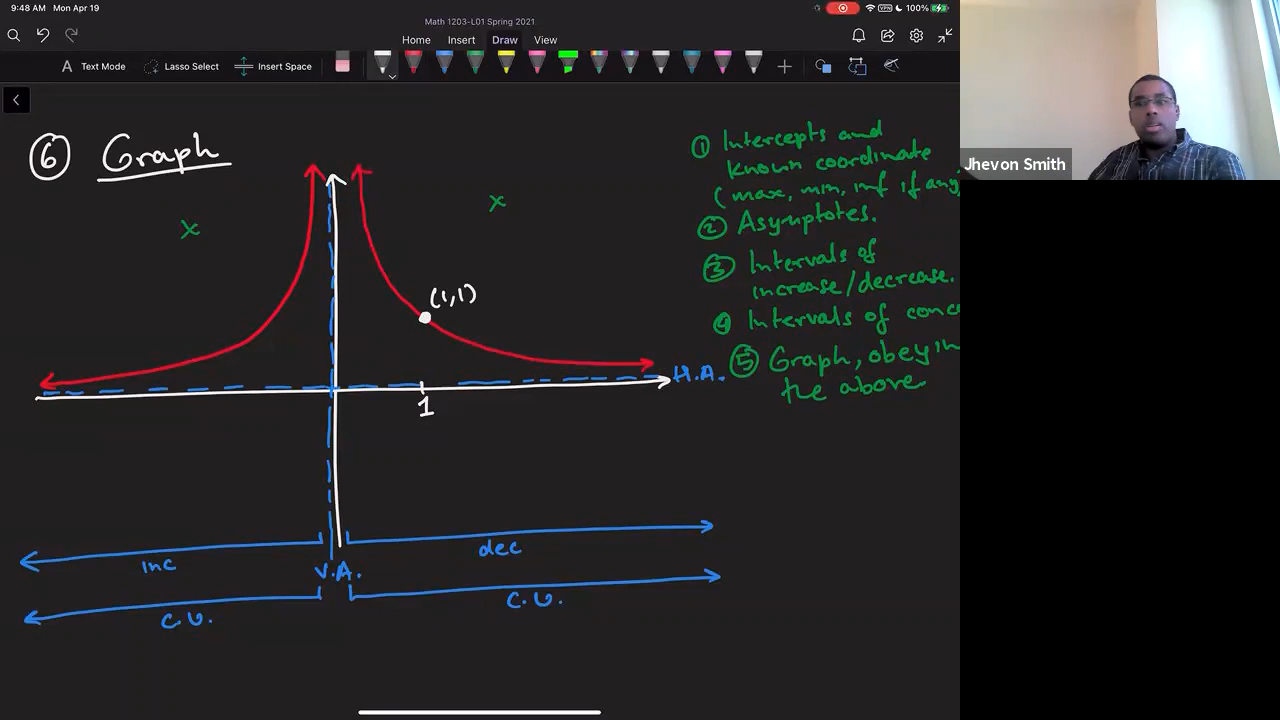 9:48 AM Mon Apr 19
VPN 100%
Math 1203-L01 Spring 2021
Home Insert Draw View
Text Mode Lasso Select Insert Space
⑥ Graph
① Intercepts and
known coordinate
(max, min, inf if any
② Asymptotes.
③ Intervals of
increase/decrease.
④ Intervals of conc
⑤ Graph, obeyin
the above
x
x
(1,1)
H.A.
1
inc
dec
V.A.
C.U.
C.U.
Jhevon Smith